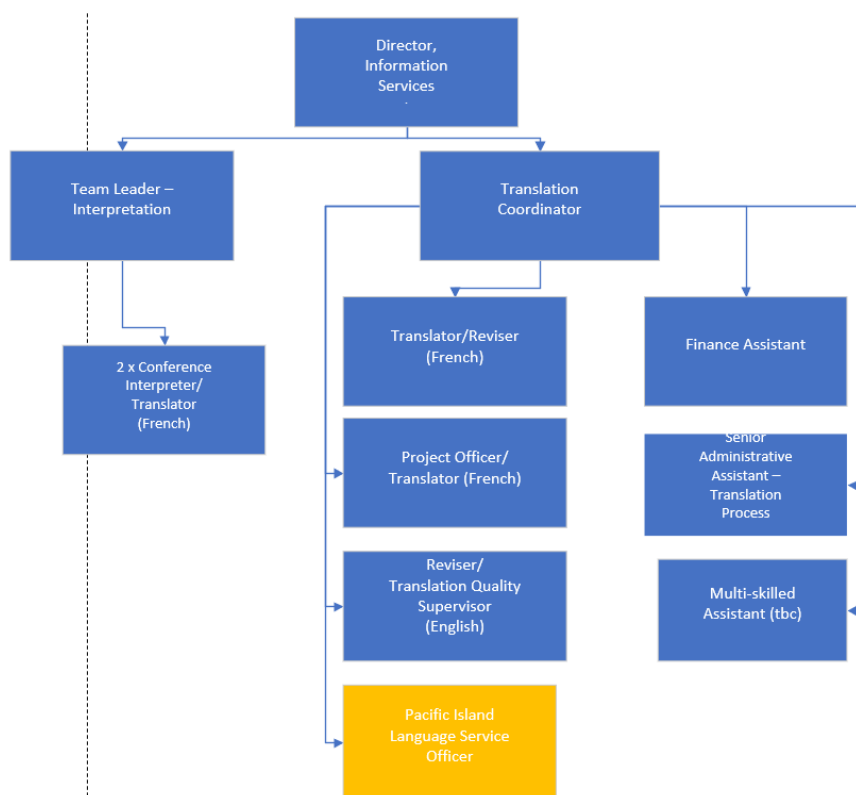 Director,
Information
Services
.
Team Leader –
Interpretation
Translation
Coordinator
2 x Conference
Interpreter/
Translator
(French)
Translator/Reviser
(French)
Finance Assistant
Project Officer/
Translator (French)
Senior
Administrative
Assistant –
Translation
Process
Reviser/
Translation Quality
Supervisor
(English)
Multi-skilled
Assistant (tbc)
Pacific Island
Language Service
Officer